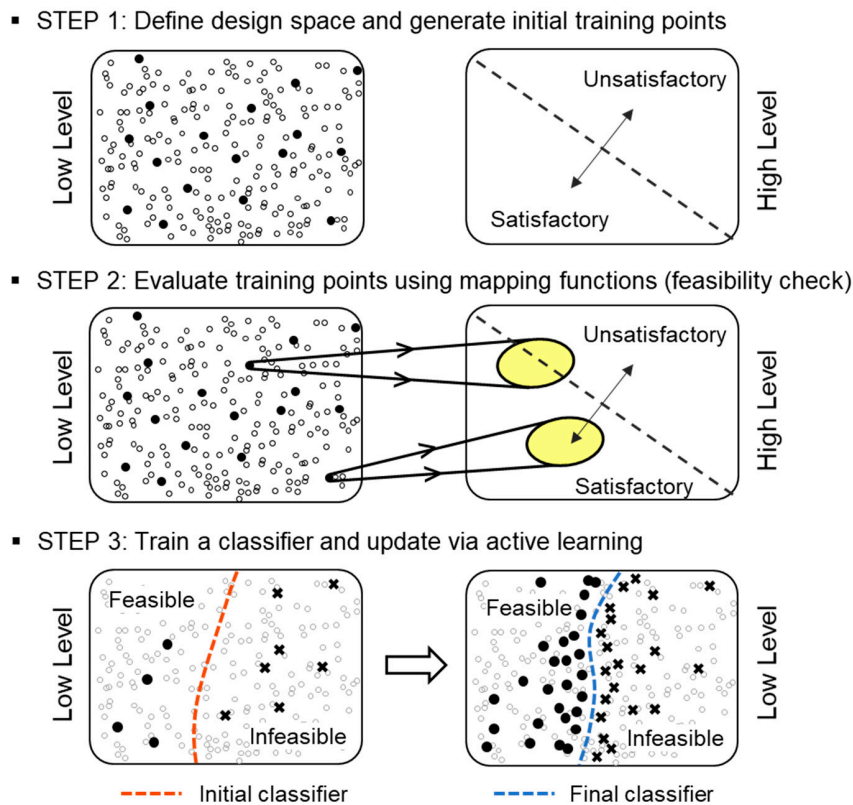 ▪ STEP 1: Define design space and generate initial training points
Low Level
Unsatisfactory
Satisfactory
High Level
▪ STEP 2: Evaluate training points using mapping functions (feasibility check)
Low Level
Unsatisfactory
Satisfactory
High Level
▪ STEP 3: Train a classifier and update via active learning
Low Level
Feasible
Infeasible
Feasible
Infeasible
Low Level
Initial classifier
Final classifier